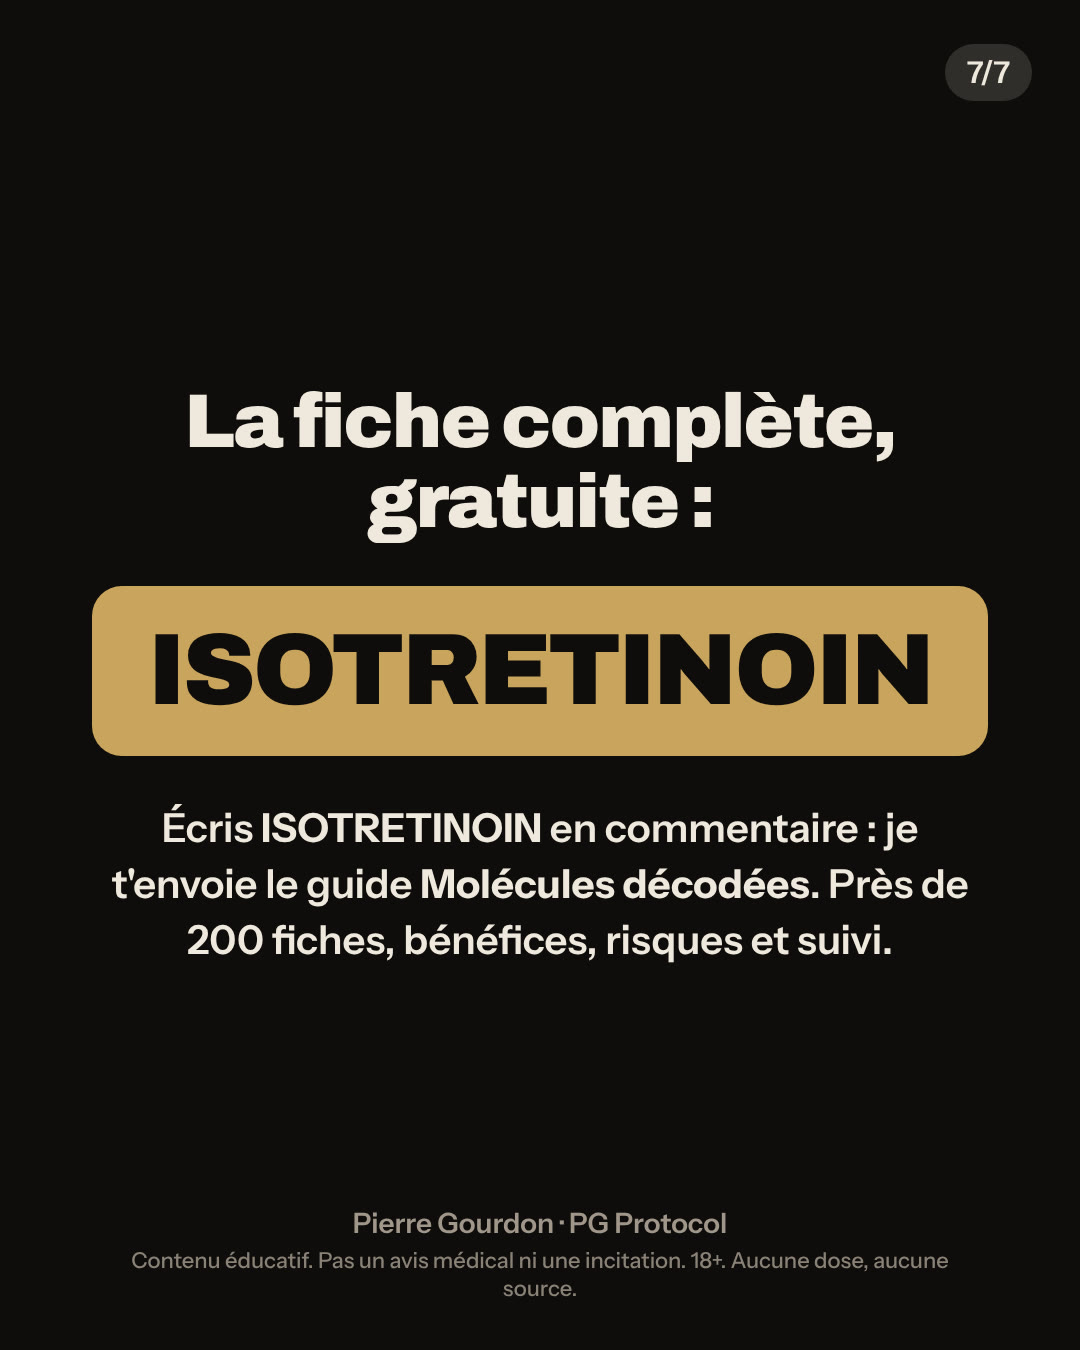 7/7
La fiche complète,
gratuite :
ISOTRETINOIN
Écris ISOTRETINOIN en commentaire : je
t'envoie le guide Molécules décodées. Près de
200 fiches, bénéfices, risques et suivi.
Pierre Gourdon · PG Protocol
Contenu éducatif. Pas un avis médical ni une incitation. 18+. Aucune dose, aucune
source.